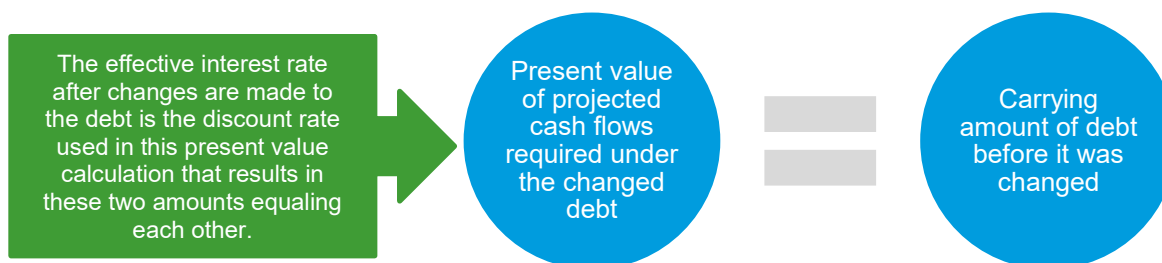 The effective interest rate
after changes are made to
the debt is the discount rate
used in this present value
calculation that results in
these two amounts equaling
each other.
Present value
of projected
cash flows
required under
the changed
debt
Carrying
amount of debt
before it was
changed